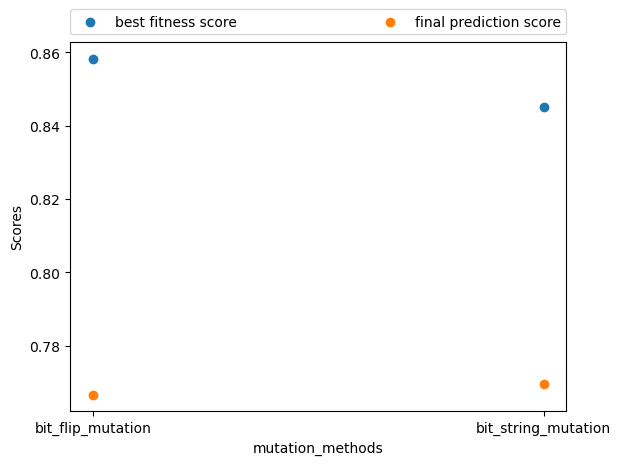 best fitness score final prediction score
0.86
0.84
0.82
0.80
0.78
Scores
bit_flip_mutation bit_string_mutation
mutation_methods